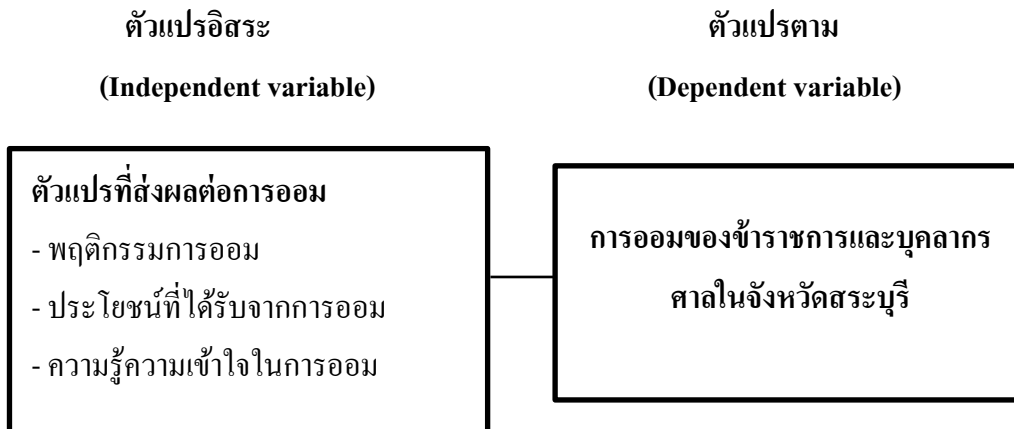 ตัวแปรอิสระ
(Independent variable)
ตัวแปรตาม
(Dependent variable)
ตัวแปรที่ส่งผลต่อการออม
- พฤติกรรมการออม
- ประโยชน์ที่ได้รับจากการออม
- ความรู้ความเข้าใจในการออม
การออมของข้าราชการและบุคลากร
ศาลในจังหวัดสระบุรี